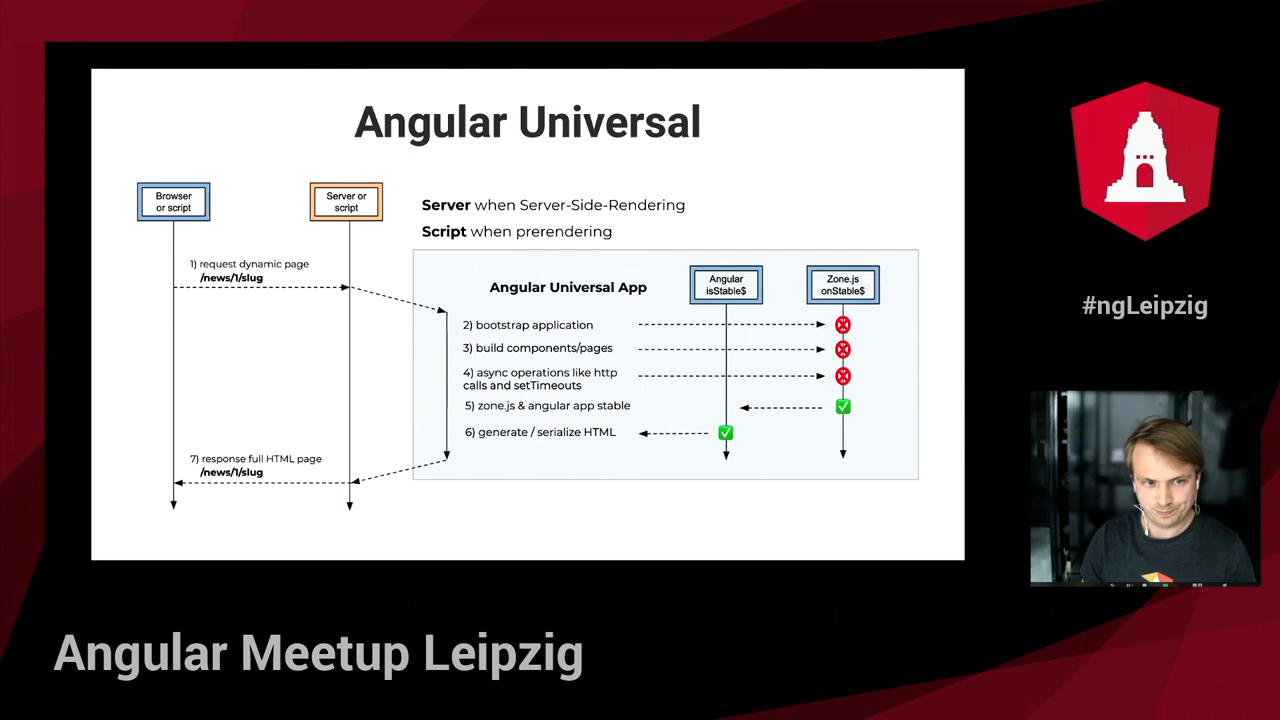 Angular Universal
Browser
or script
Server or
script
Server when Server-Side-Rendering
Script when prerendering
1) request dynamic page
/news/1/slug
Angular Universal App
Angular
isStable$
Zone.js
onStable$
2) bootstrap application
3) build components/pages
4) async operations like http
calls and setTimeouts
5) zone.js & angular app stable
6) generate / serialize HTML
7) response full HTML page
/news/1/slug
#ngLeipzig
Angular Meetup Leipzig